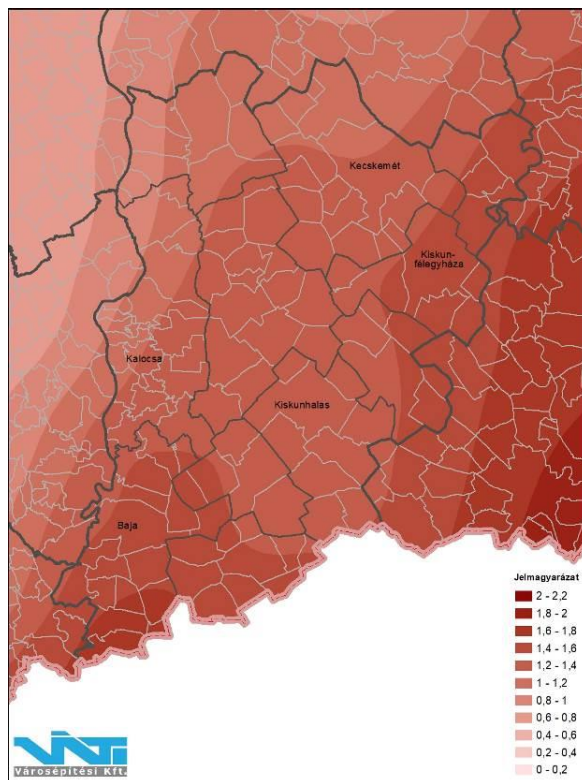 Kecskemét
Kiskun-
félegyháza
Kalocsa
Kiskunhalas
Baja
Jelmagyarázat
2 - 2,2
1,8 - 2
1,6 - 1,8
1,4 - 1,6
1,2 - 1,4
1 - 1,2
0,8 - 1
0,6 - 0,8
0,4 - 0,6
0,2 - 0,4
0 - 0,2
VÁTI
Városépítési Kft.